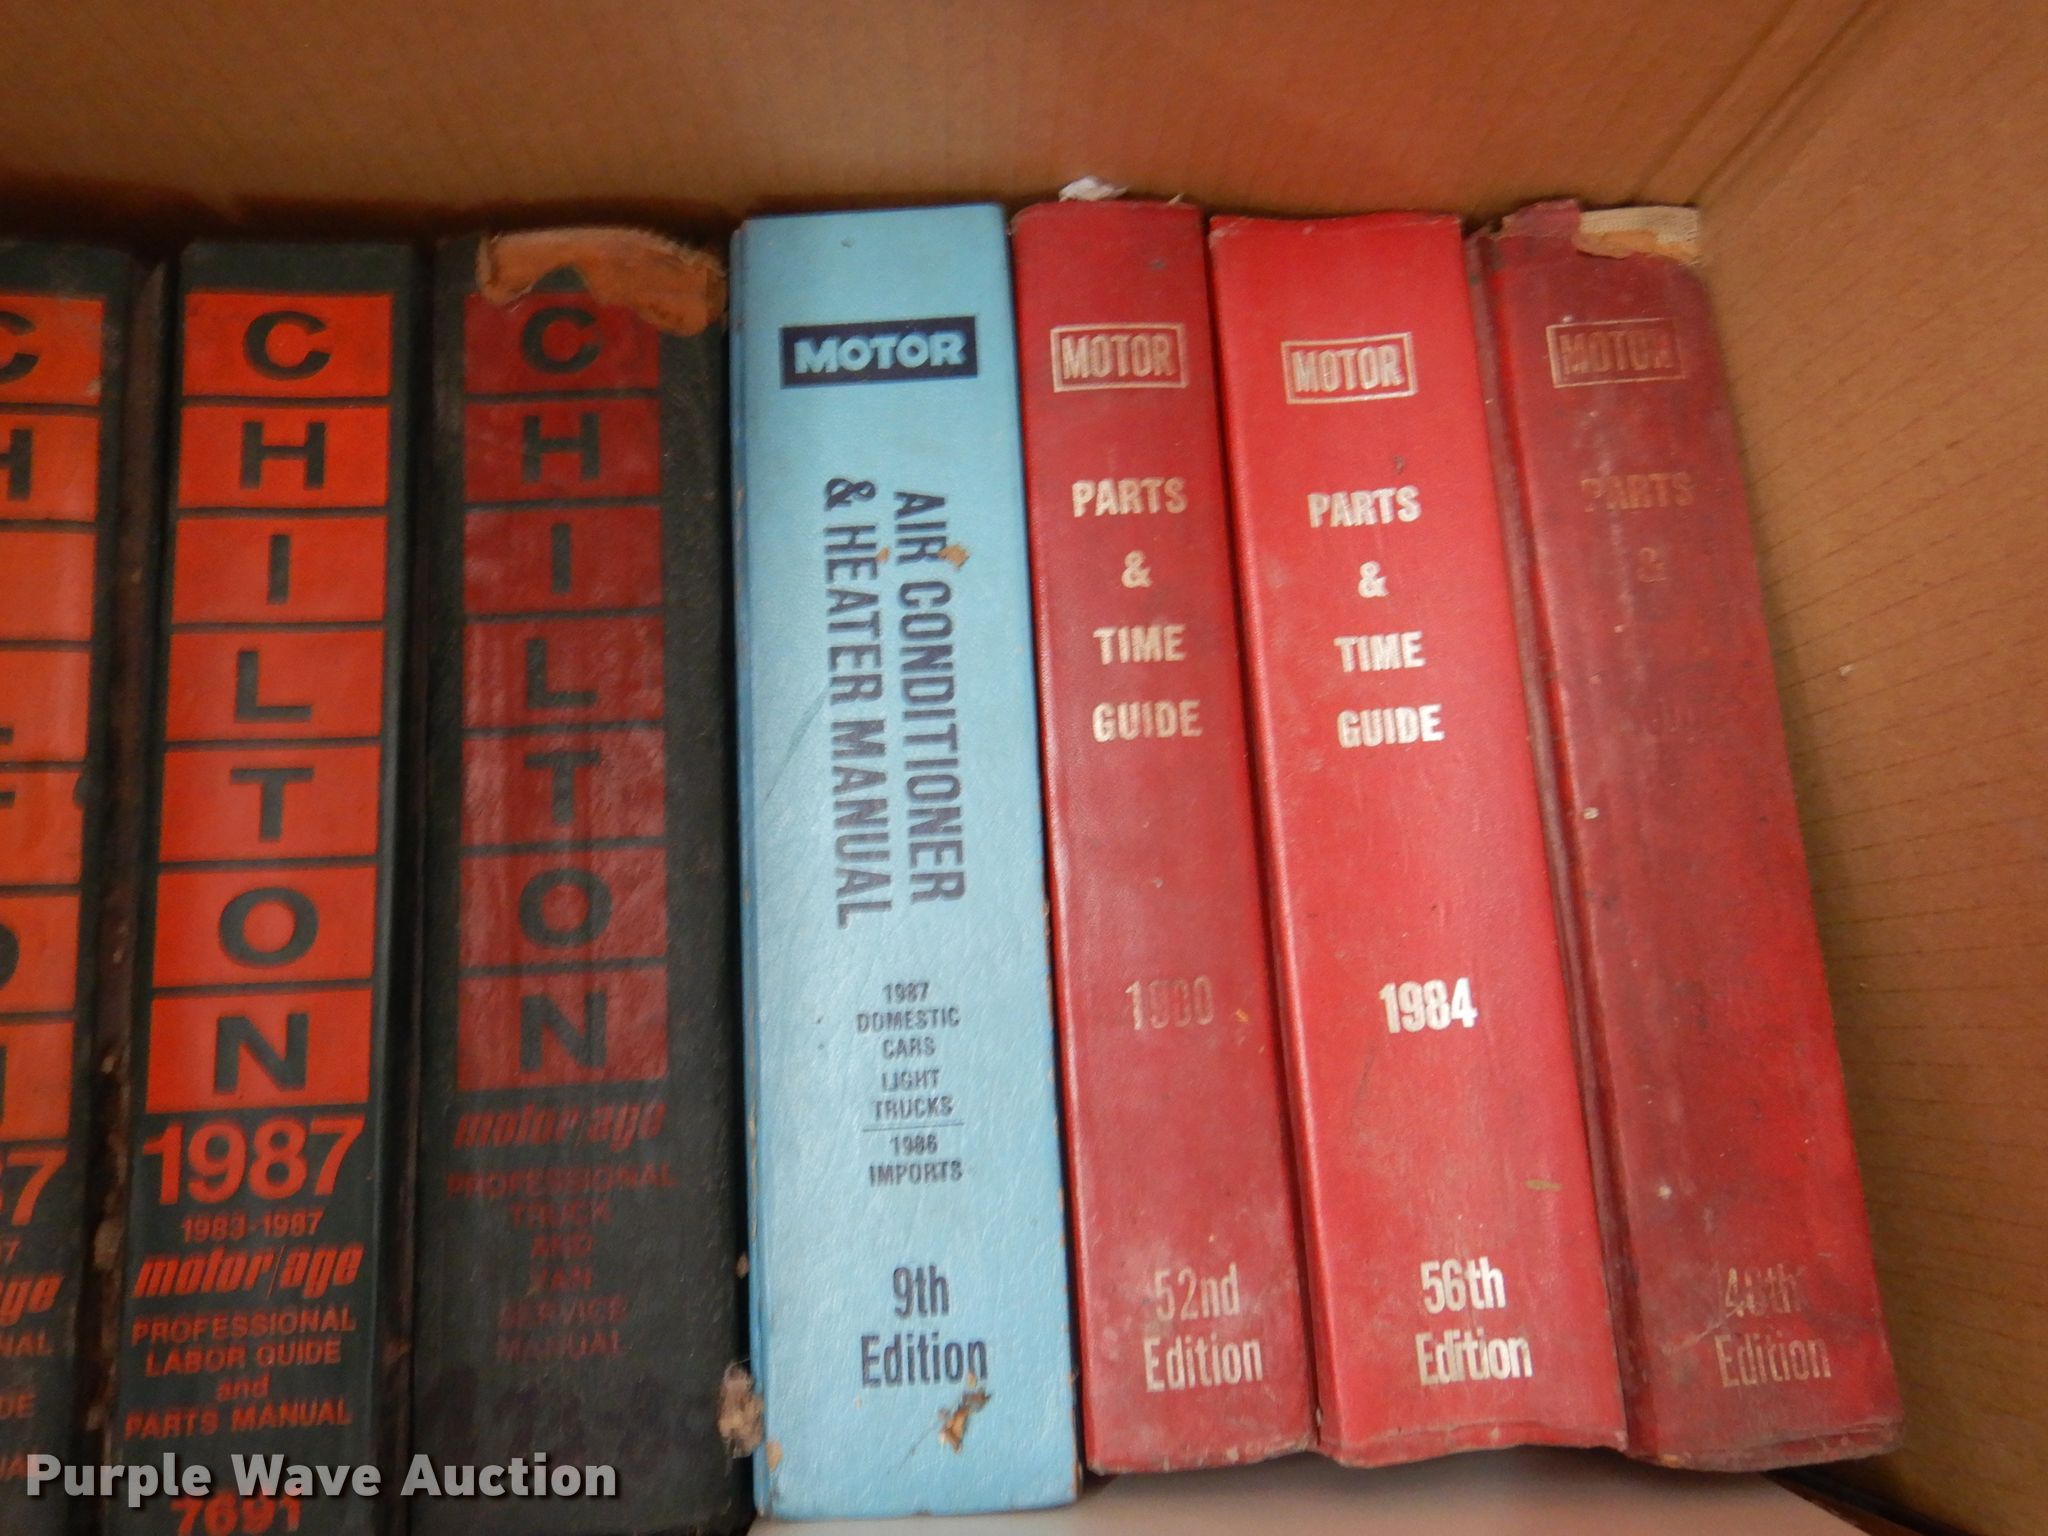 C
H
L
T
O
N
87
CHILTON
1987
1983-1987
motor/age
PROFESSIONAL
LABOR GUIDE
and
PARTS MANUAL
7691
CHILTON
motor/age
PROFESSIONAL
TRUCK
AND
VAN
SERVICE
MANUAL
MOTOR
AIR CONDITIONER
& HEATER MANUAL
1987
DOMESTIC
CARS
LIGHT
TRUCKS
1986
IMPORTS
9th
Edition
MOTOR
PARTS
&
TIME
GUIDE
52nd
Edition
MOTOR
PARTS
&
TIME
GUIDE
1984
56th
Edition
MOTOR
PARTS
&
Edition
Purple Wave Auction